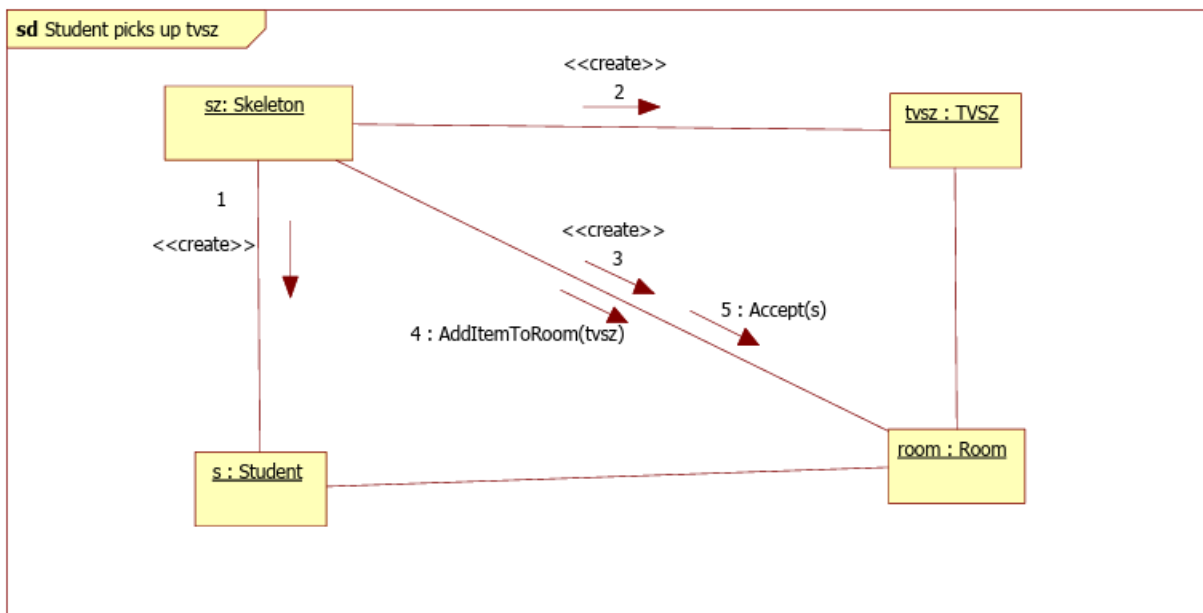 sd Student picks up tvsz
<<create>>
2
sz: Skeleton
tvsz : TVSZ
1
<<create>>
<<create>>
3
5 : Accept(s)
4 : AddItemToRoom(tvsz)
room : Room
s : Student